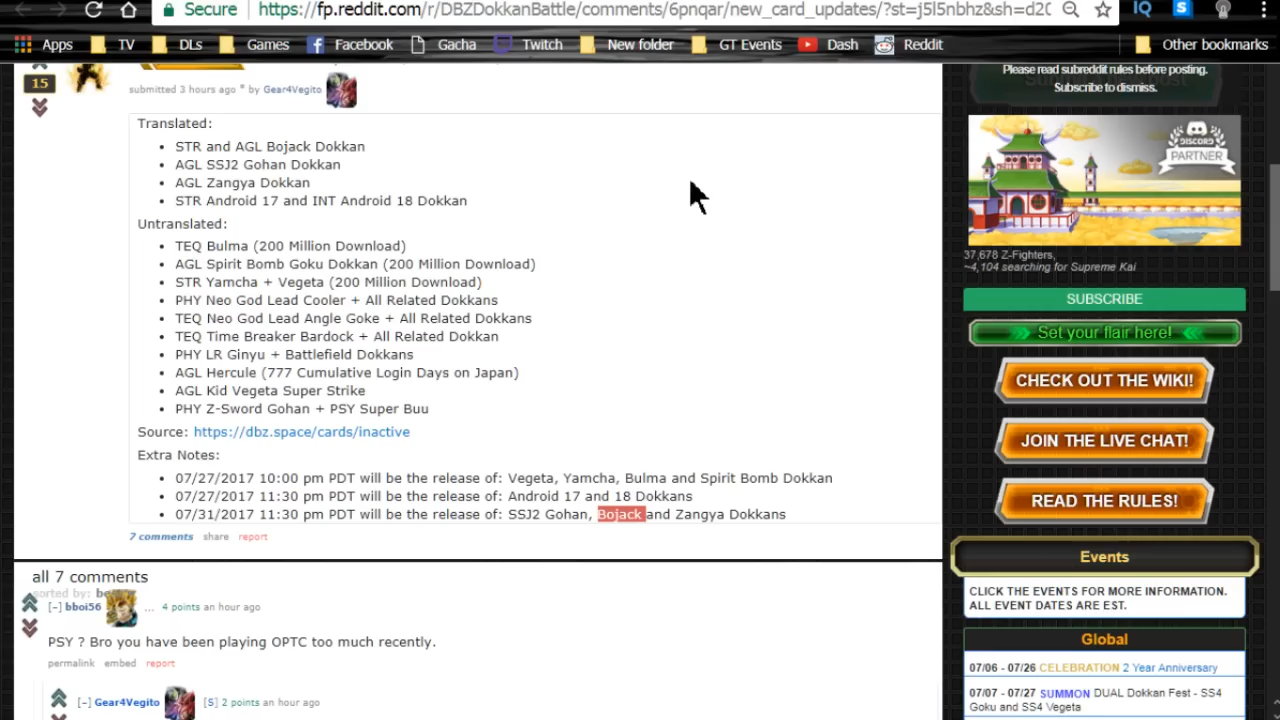 Secure
https://fp.reddit.com/r/DBZDokkanBattle/comments/6pnqar/new_card_updates/?st=j5l5nbhz&sh=d20
Apps TV DLs Games Facebook Gacha Twitch New folder GT Events Dash Reddit Other bookmarks
15
submitted 3 hours ago * by Gear4Vegito
Translated:
STR and AGL Bojack Dokkan
AGL SSJ2 Gohan Dokkan
AGL Zangya Dokkan
STR Android 17 and INT Android 18 Dokkan
Untranslated:
TEQ Bulma (200 Million Download)
AGL Spirit Bomb Goku Dokkan (200 Million Download)
STR Yamcha + Vegeta (200 Million Download)
PHY Neo God Lead Cooler + All Related Dokkans
TEQ Neo God Lead Angle Goke + All Related Dokkans
TEQ Time Breaker Bardock + All Related Dokkan
PHY LR Ginyu + Battlefield Dokkans
AGL Hercule (777 Cumulative Login Days on Japan)
AGL Kid Vegeta Super Strike
PHY Z-Sword Gohan + PSY Super Buu
Source: https://dbz.space/cards/inactive
Extra Notes:
07/27/2017 10:00 pm PDT will be the release of: Vegeta, Yamcha, Bulma and Spirit Bomb Dokkan
07/27/2017 11:30 pm PDT will be the release of: Android 17 and 18 Dokkans
07/31/2017 11:30 pm PDT will be the release of: SSJ2 Gohan, Bojack and Zangya Dokkans
7 comments share report
all 7 comments
sorted by: be
[–] bboi56 ... 4 points an hour ago
PSY ? Bro you have been playing OPTC too much recently.
permalink embed report
[–] Gear4Vegito [S] 2 points an hour ago
Please read subreddit rules before posting.
Subscribe to dismiss.
DISCORD
PARTNER
37,678 Z-Fighters,
~4,104 searching for Supreme Kai
SUBSCRIBE
Set your flair here!
CHECK OUT THE WIKI!
JOIN THE LIVE CHAT!
READ THE RULES!
Events
CLICK THE EVENTS FOR MORE INFORMATION.
ALL EVENT DATES ARE EST.
Global
07/06 - 07/26 CELEBRATION 2 Year Anniversary
07/07 - 07/27 SUMMON DUAL Dokkan Fest - SS4
Goku and SS4 Vegeta